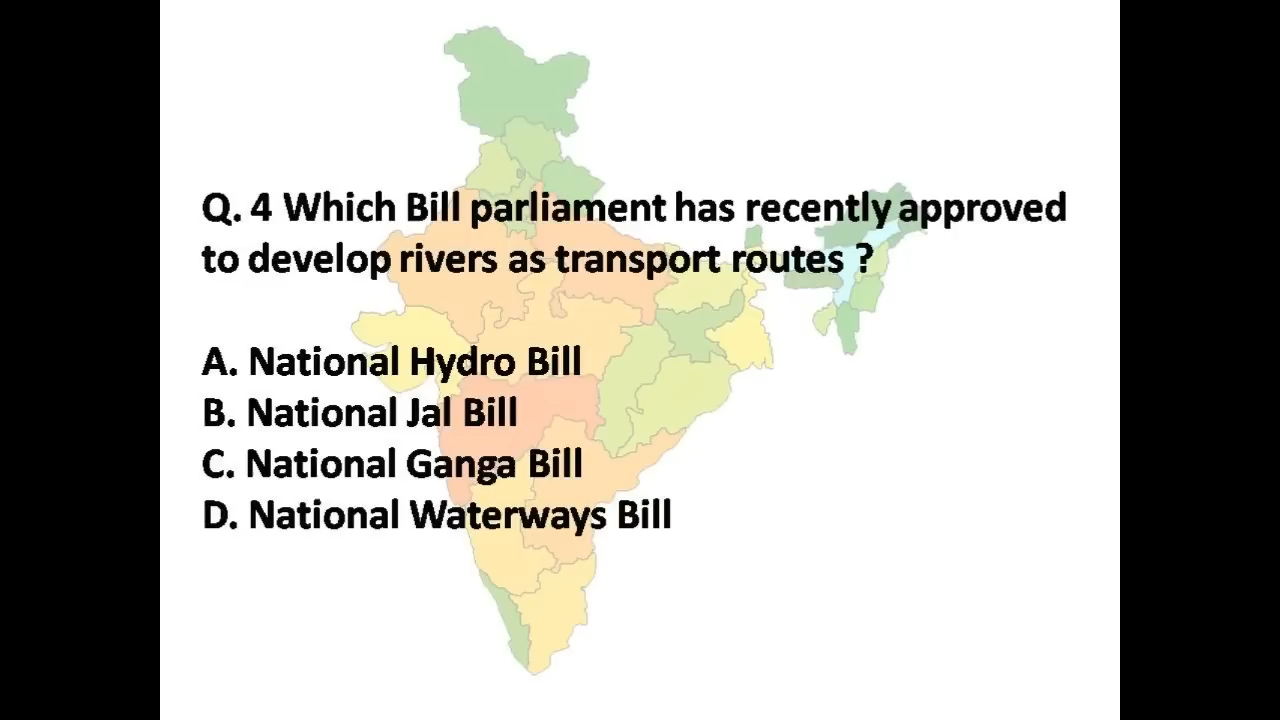 Q. 4 Which Bill parliament has recently approved
to develop rivers as transport routes ?
A. National Hydro Bill
B. National Jal Bill
C. National Ganga Bill
D. National Waterways Bill